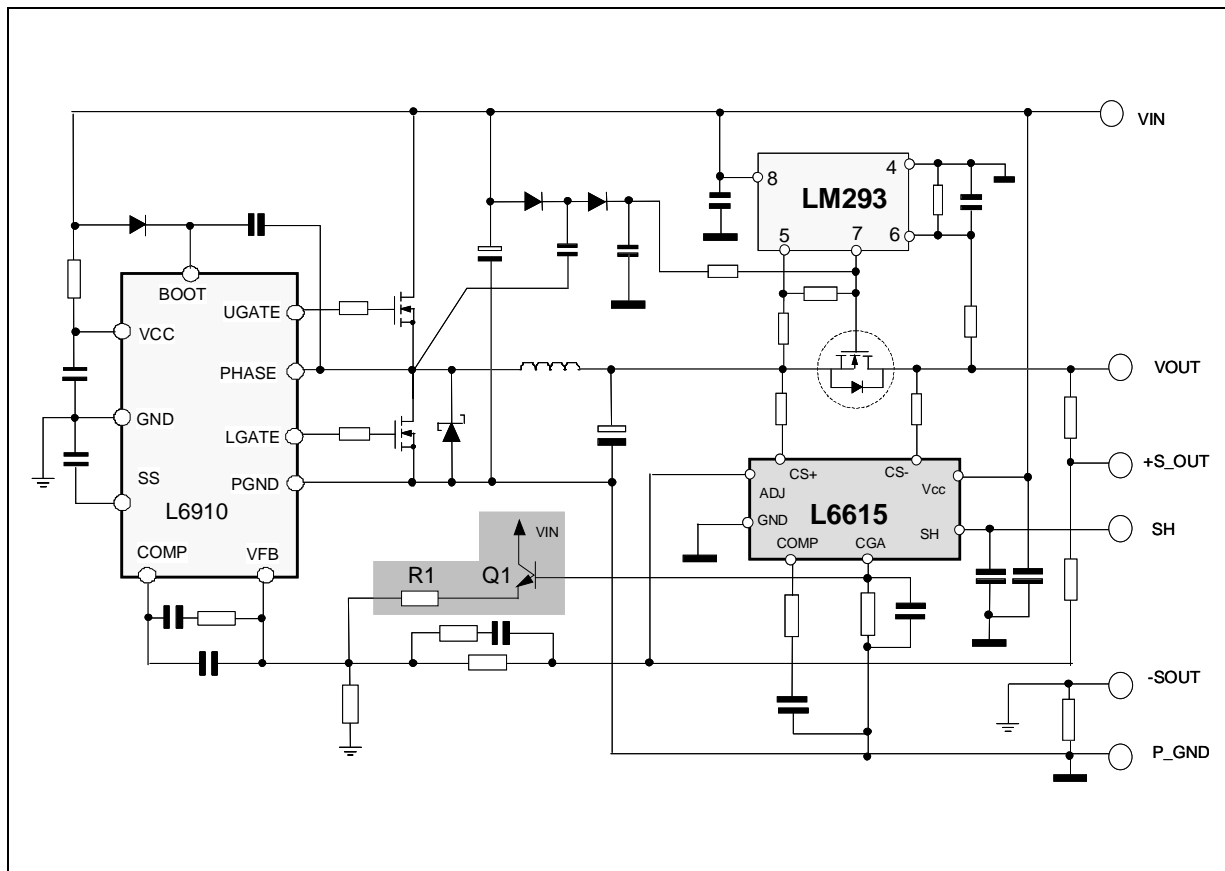 VIN
8
4
LM293
5
7
6
BOOT
UGATE
VCC
PHASE
VOUT
GND
LGATE
CS+
CS-
+S_OUT
SS
PGND
ADJ
Vcc
L6910
L6615
GND
SH
SH
COMP
VFB
VIN
COMP
CGA
R1
Q1
-SOUT
P_GND